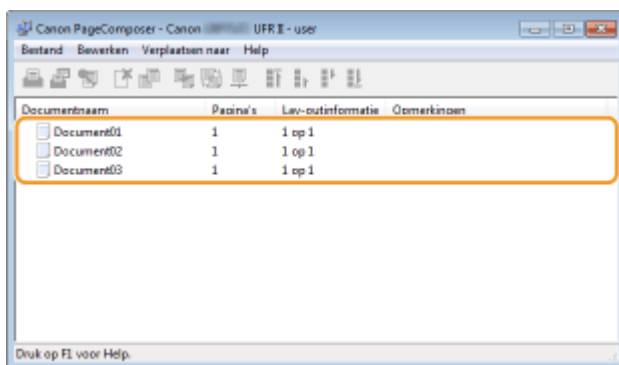 Canon PageComposer - Canon UFR II - user
Bestand Bewerken Verplaatsen naar Help
Documentnaam Pagina's Lay-outinformatie Opmerkingen
Document01 1 1 op 1
Document02 1 1 op 1
Document03 1 1 op 1
Druk op F1 voor Help.